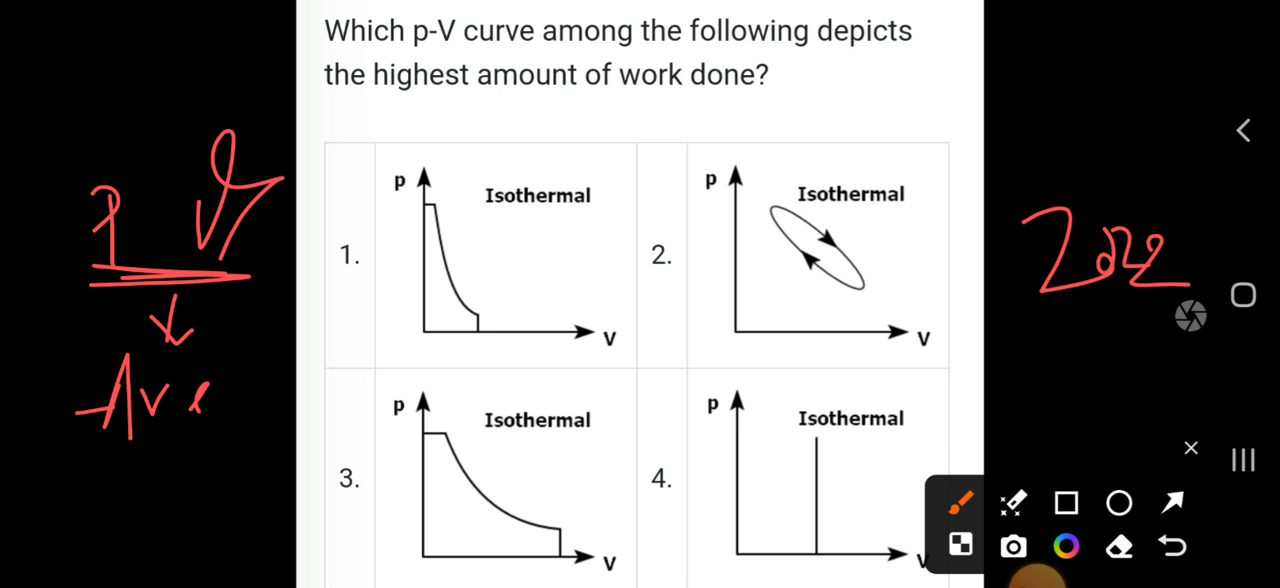 Which p-V curve among the following depicts
the highest amount of work done?
P V
2022
1.
p
Isothermal
V
2.
p
Isothermal
V
3.
p
Isothermal
V
4.
p
Isothermal
V